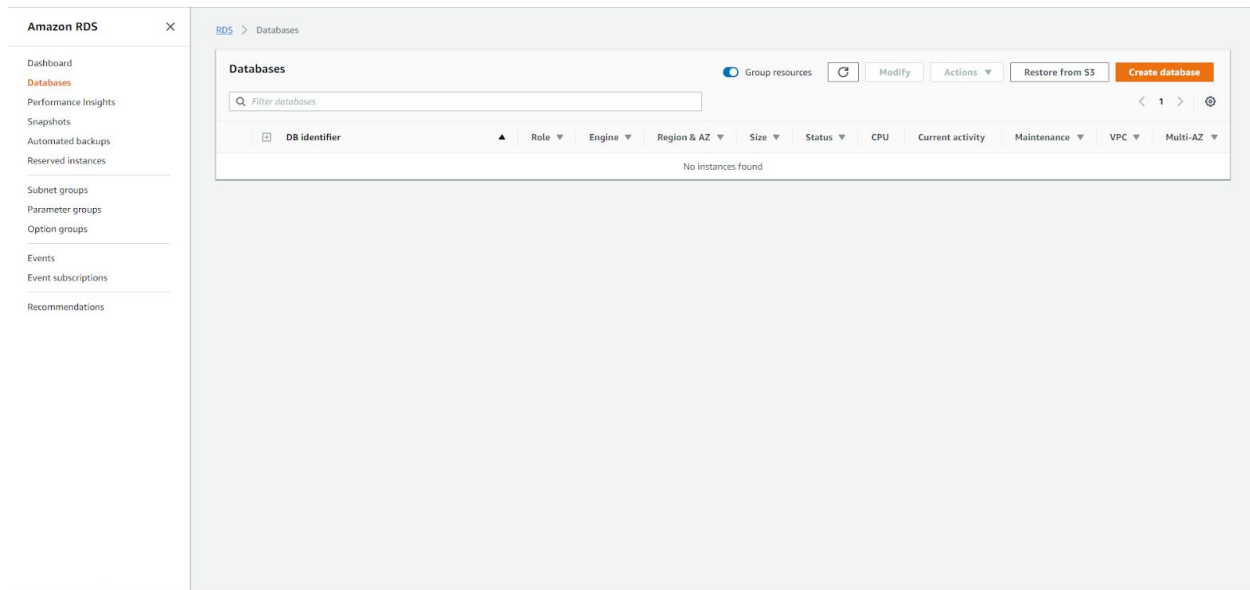 Amazon RDS
Dashboard
Databases
Performance Insights
Snapshots
Automated backups
Reserved instances
Subnet groups
Parameter groups
Option groups
Events
Event subscriptions
Recommendations
RDS > Databases
Databases
Group resources Modify Actions Restore from S3 Create database
Filter databases
1
DB identifier Role Engine Region & AZ Size Status CPU Current activity Maintenance VPC Multi-AZ
No instances found